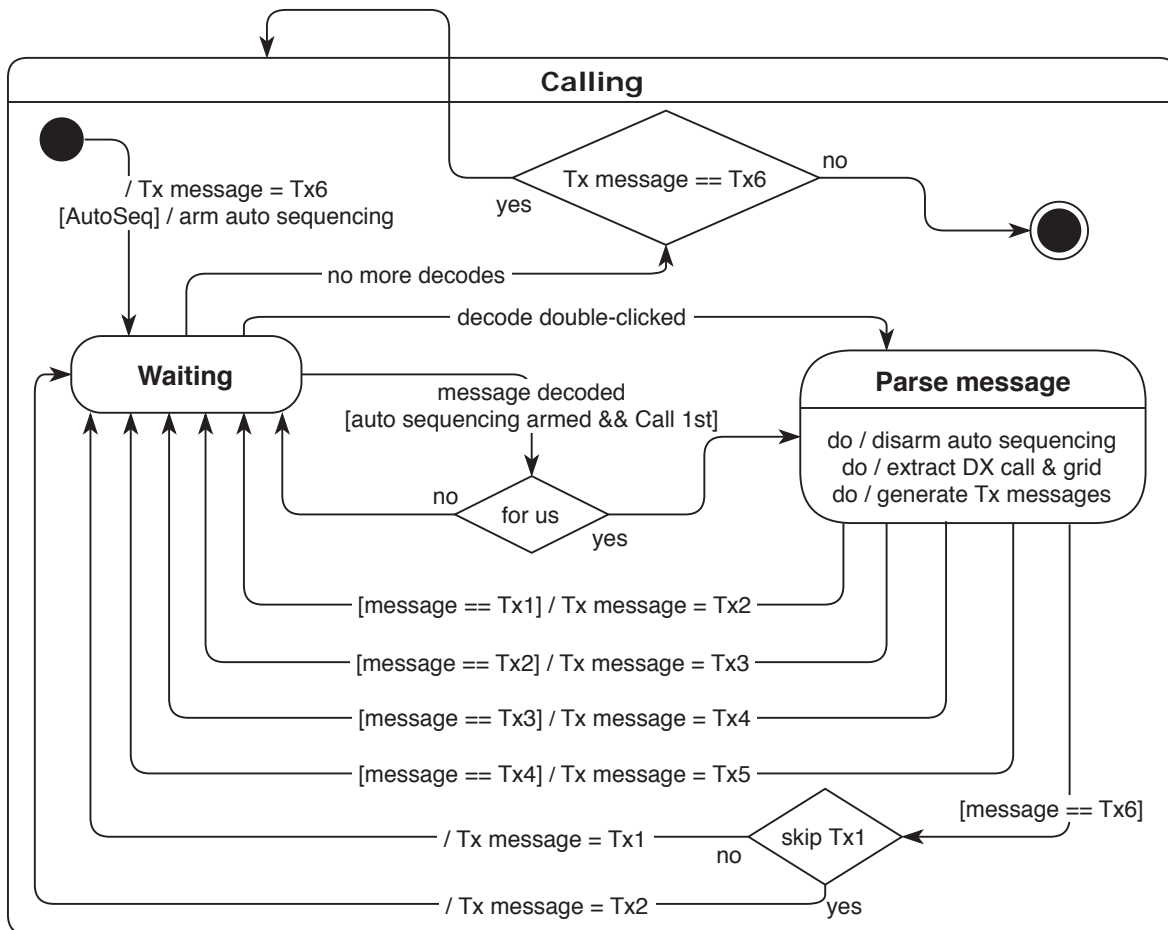 Calling
Tx message == Tx6
no
yes
/ Tx message = Tx6
[AutoSeq] / arm auto sequencing
no more decodes
decode double-clicked
Waiting
message decoded
[auto sequencing armed && Call 1st]
Parse message
do / disarm auto sequencing
do / extract DX call & grid
do / generate Tx messages
no
for us
yes
[message == Tx1] / Tx message = Tx2
[message == Tx2] / Tx message = Tx3
[message == Tx3] / Tx message = Tx4
[message == Tx4] / Tx message = Tx5
[message == Tx6]
/ Tx message = Tx1
no
skip Tx1
/ Tx message = Tx2
yes